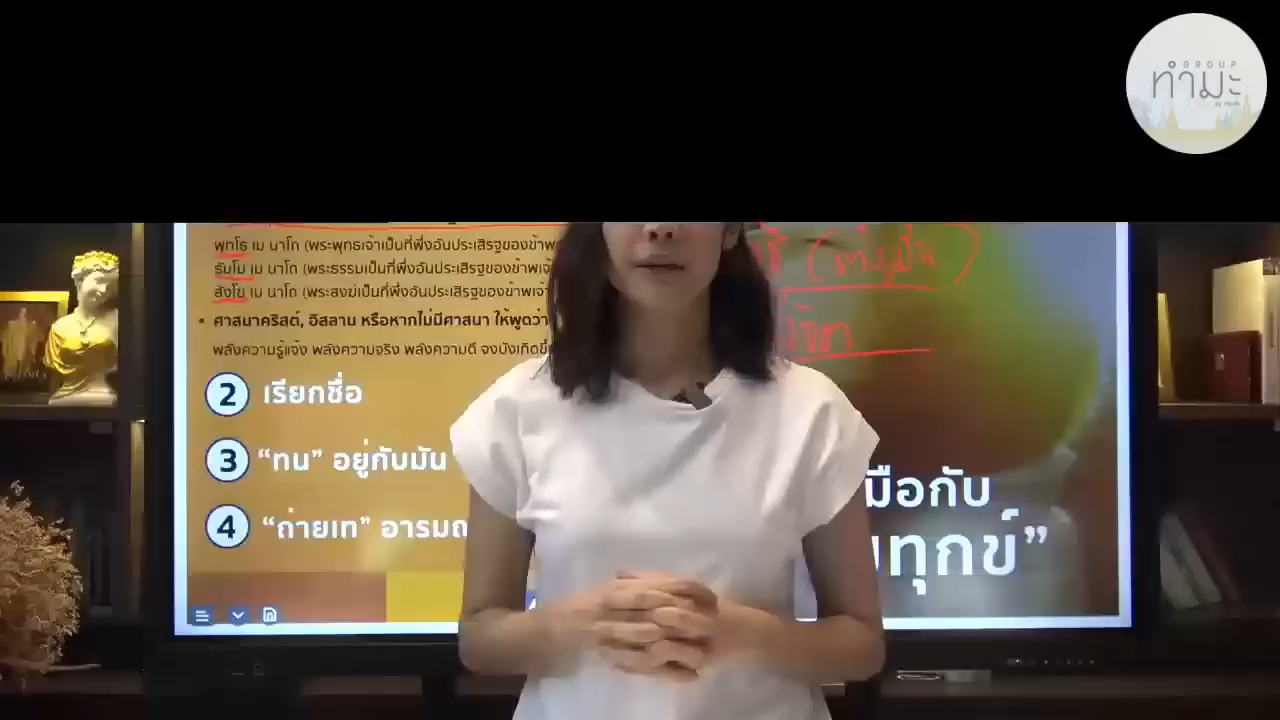 GROUP
ทำมะ
พุทโธ เม นาโถ (พระพุทธเจ้าเป็นที่พึ่งอันประเสริฐของข้าพ
ธัมโม เม นาโถ (พระธรรมเป็นที่พึ่งอันประเสริฐของข้าพเจ้
สังโฆ เม นาโถ (พระสงฆ์เป็นที่พึ่งอันประเสริฐของข้าพเจ้
• ศาสนาคริสต์, อิสลาม หรือหากไม่มีศาสนา ให้พูดว่า
พลังความรู้แจ้ง พลังความจริง พลังความดี จงบังเกิดขึ้
2 เรียกชื่อ
3 “ทน” อยู่กับมัน
4 “ถ่ายเท” อารมณ
มือกับ
ทุกข์”